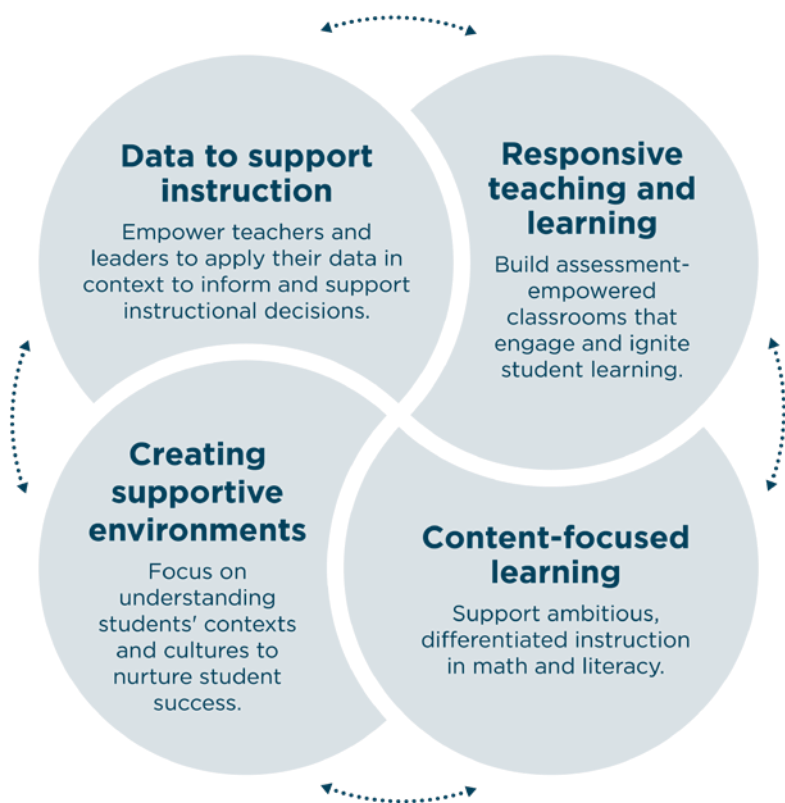 Data to support
instruction
Empower teachers and
leaders to apply their data in
context to inform and support
instructional decisions.
Responsive
teaching and
learning
Build assessment-
empowered
classrooms that
engage and ignite
student learning.
Creating
supportive
environments
Focus on
understanding
students' contexts
and cultures to
nurture student
success.
Content-focused
learning
Support ambitious,
differentiated instruction
in math and literacy.